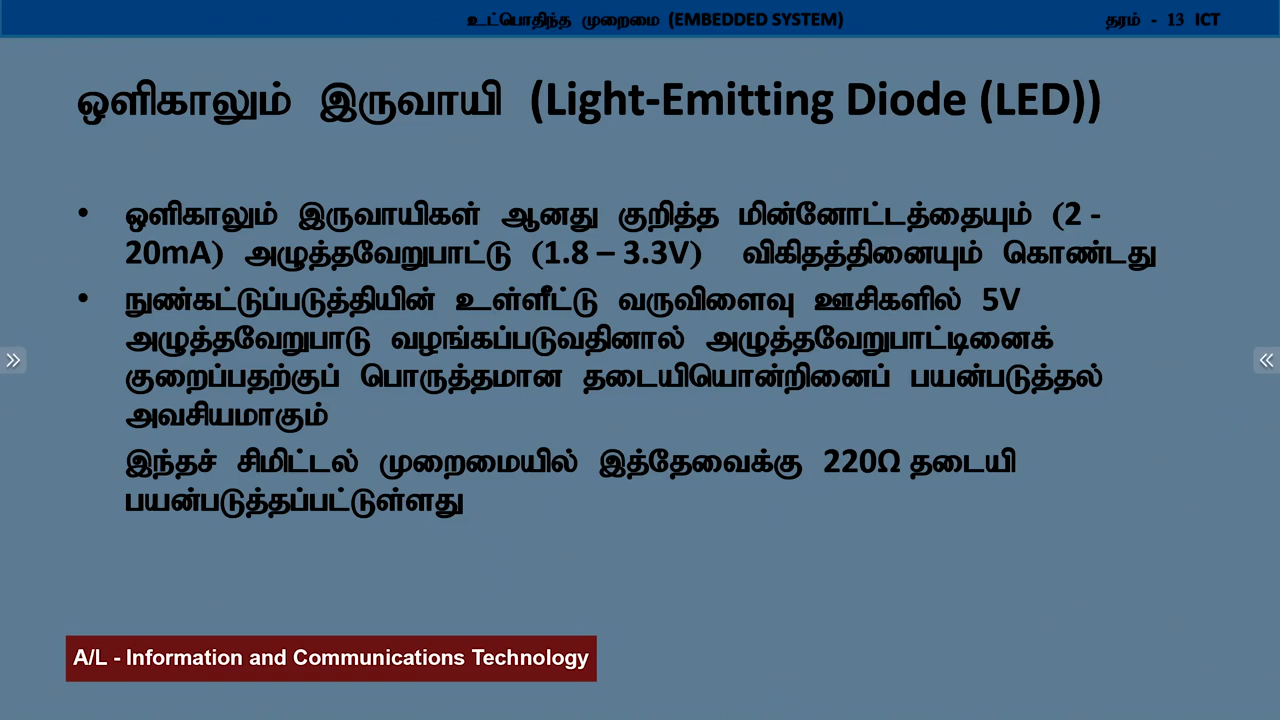 உட்பொதிந்த முறைமை (EMBEDDED SYSTEM)
தரம் - 13 ICT
ஒளிகாலும் இருவாயி (Light-Emitting Diode (LED))
• ஒளிகாலும் இருவாயிகள் ஆனது குறித்த மின்னோட்டத்தையும் (2 -
20mA) அழுத்தவேறுபாட்டு (1.8 – 3.3V) விகிதத்தினையும் கொண்டது
• நுண்கட்டுப்படுத்தியின் உள்ளீட்டு வருவிளைவு ஊசிகளில் 5V
அழுத்தவேறுபாடு வழங்கப்படுவதினால் அழுத்தவேறுபாட்டினைக்
குறைப்பதற்குப் பொருத்தமான தடையியொன்றினைப் பயன்படுத்தல்
அவசியமாகும்
இந்தச் சிமிட்டல் முறைமையில் இத்தேவைக்கு 220Ω தடையி
பயன்படுத்தப்பட்டுள்ளது
A/L - Information and Communications Technology